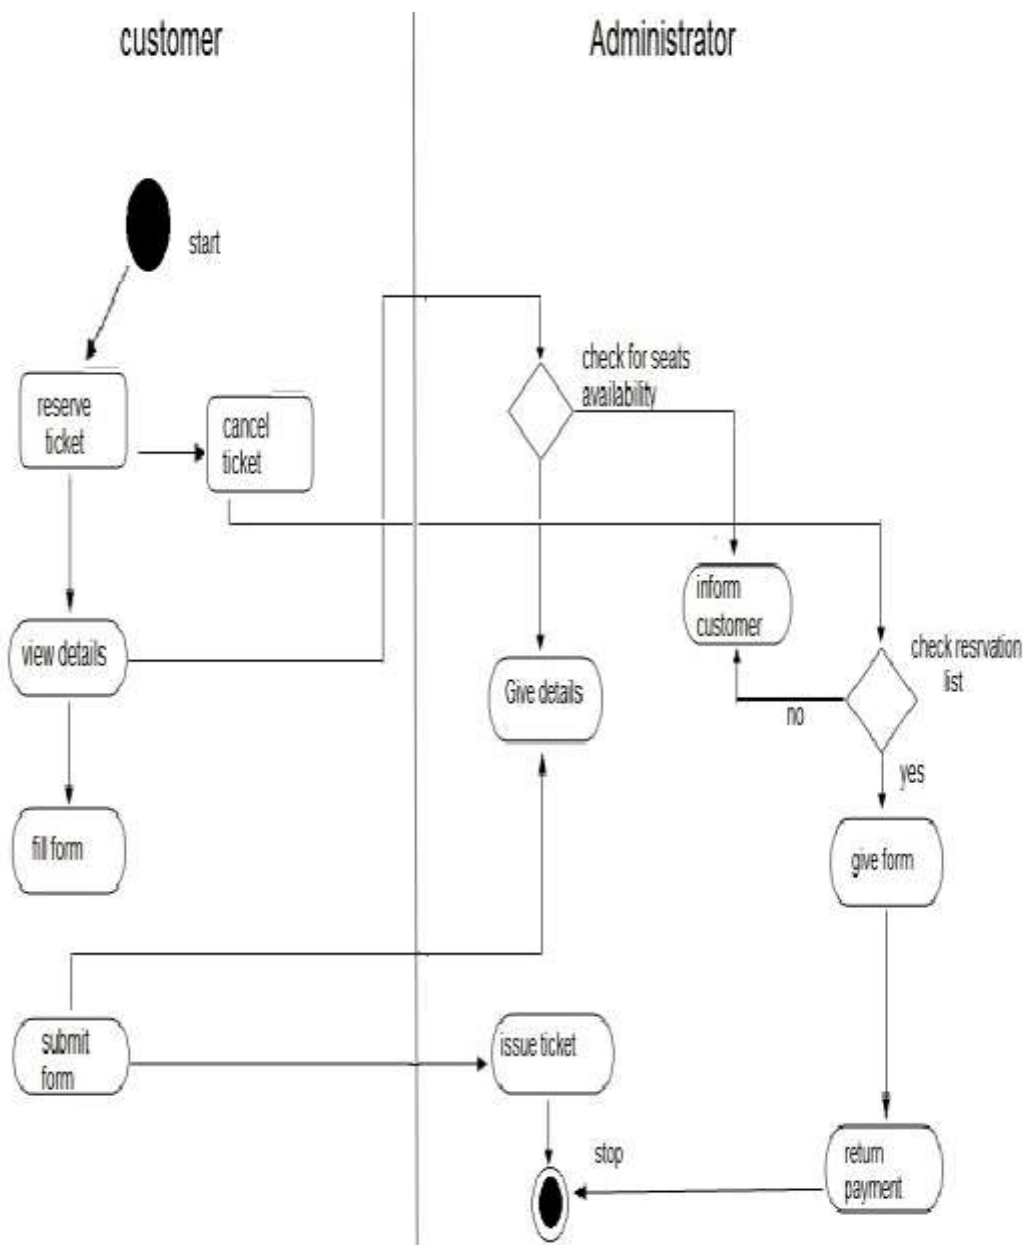 customer
Administrator
start
reserve
ticket
cancel
ticket
check for seats
availability
inform
customer
view details
Give details
check resrvation
list
no
yes
fill form
give form
submit
form
issue ticket
stop
return
payment